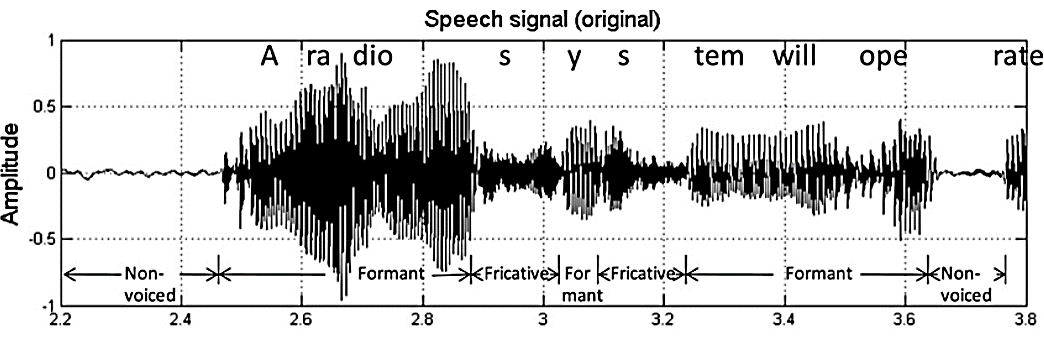 Speech signal (original)
1
A ra dio s y s tem will ope rate
0.5
0
-0.5
-1
Amplitude
Non-voiced
Formant
Fricative
For
mant
Fricative
Formant
Non-
voiced
2.2 2.4 2.6 2.8 3 3.2 3.4 3.6 3.8